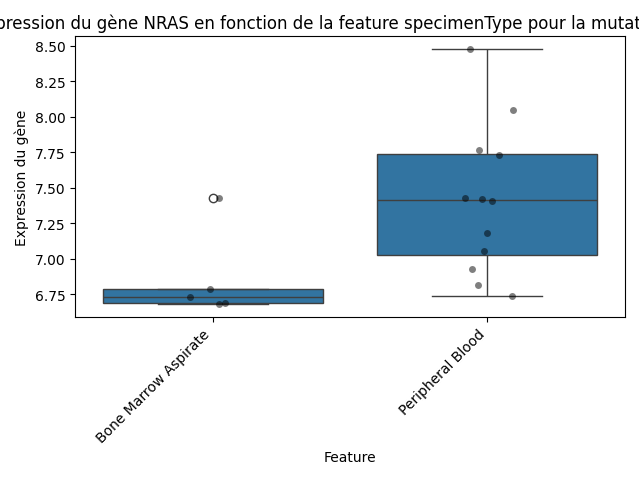 pression du gène NRAS en fonction de la feature specimenType pour la mutat
8.50
8.25
8.00
7.75
7.50
7.25
7.00
6.75
Expression du gène
Bone Marrow Aspirate
Peripheral Blood
Feature